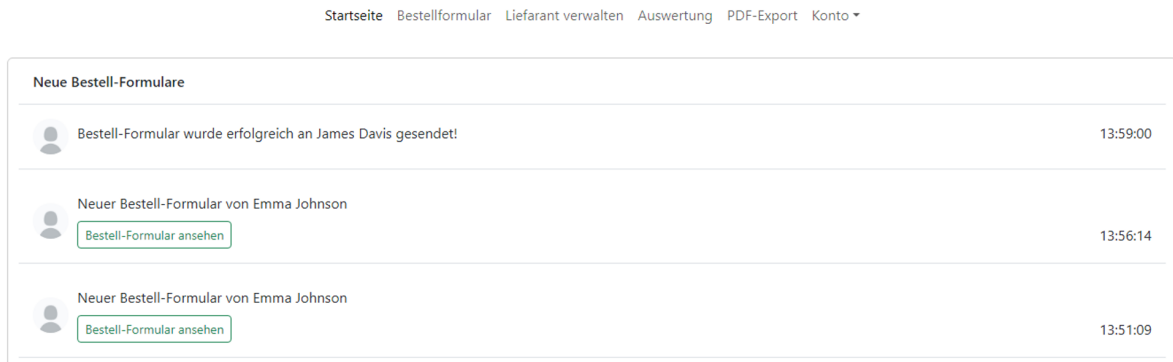 Startseite Bestellformular Lieferant verwalten Auswertung PDF-Export Konto
Neue Bestell-Formulare
Bestell-Formular wurde erfolgreich an James Davis gesendet! 13:59:00
Neuer Bestell-Formular von Emma Johnson
Bestell-Formular ansehen 13:56:14
Neuer Bestell-Formular von Emma Johnson
Bestell-Formular ansehen 13:51:09